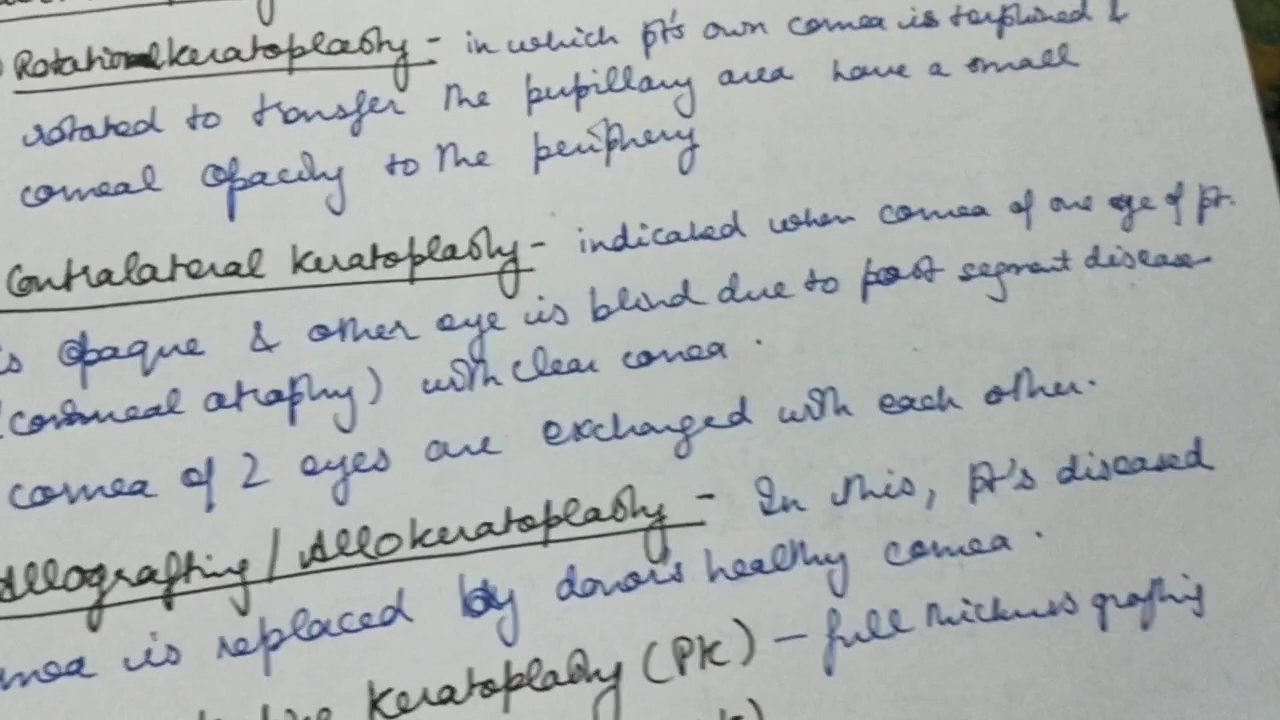 Rotational keratoplasty - in which pt's own cornea is terphined &
rotated to transfer the pupillary area have a small
corneal opacity to the periphery
Contralateral keratoplasty - indicated when cornea of one eye of pt.
is opaque & other eye is blind due to post segment disease
(corneal atrophy) with clear cornea.
cornea of 2 eyes are exchanged with each other.
Allografting / Allokeratoplasty - In this, pt's diseased
is replaced by donor's healthy cornea.
keratoplasty (PK) - full thickness grafting